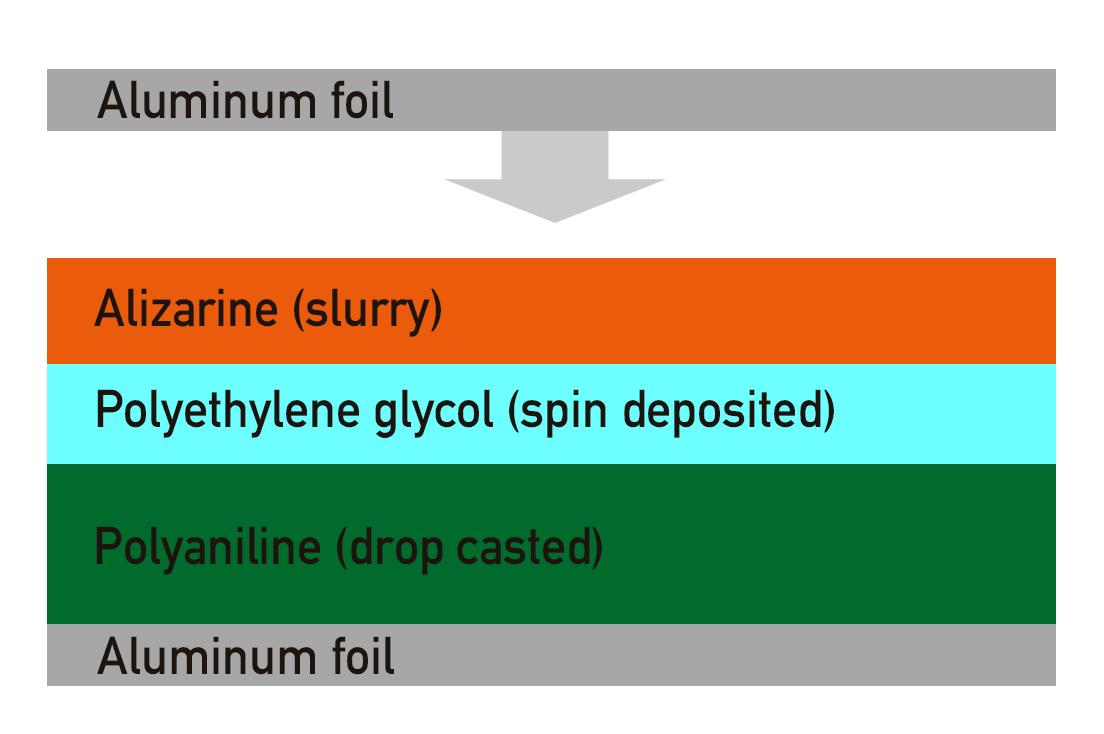 Aluminum foil
Alizarine (slurry)
Polyethylene glycol (spin deposited)
Polyaniline (drop casted)
Aluminum foil